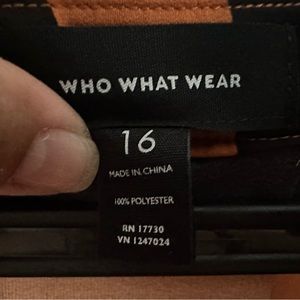 WHO WHAT WEAR
16
MADE IN CHINA
100% POLYESTER
RN 17730
VN 1247024